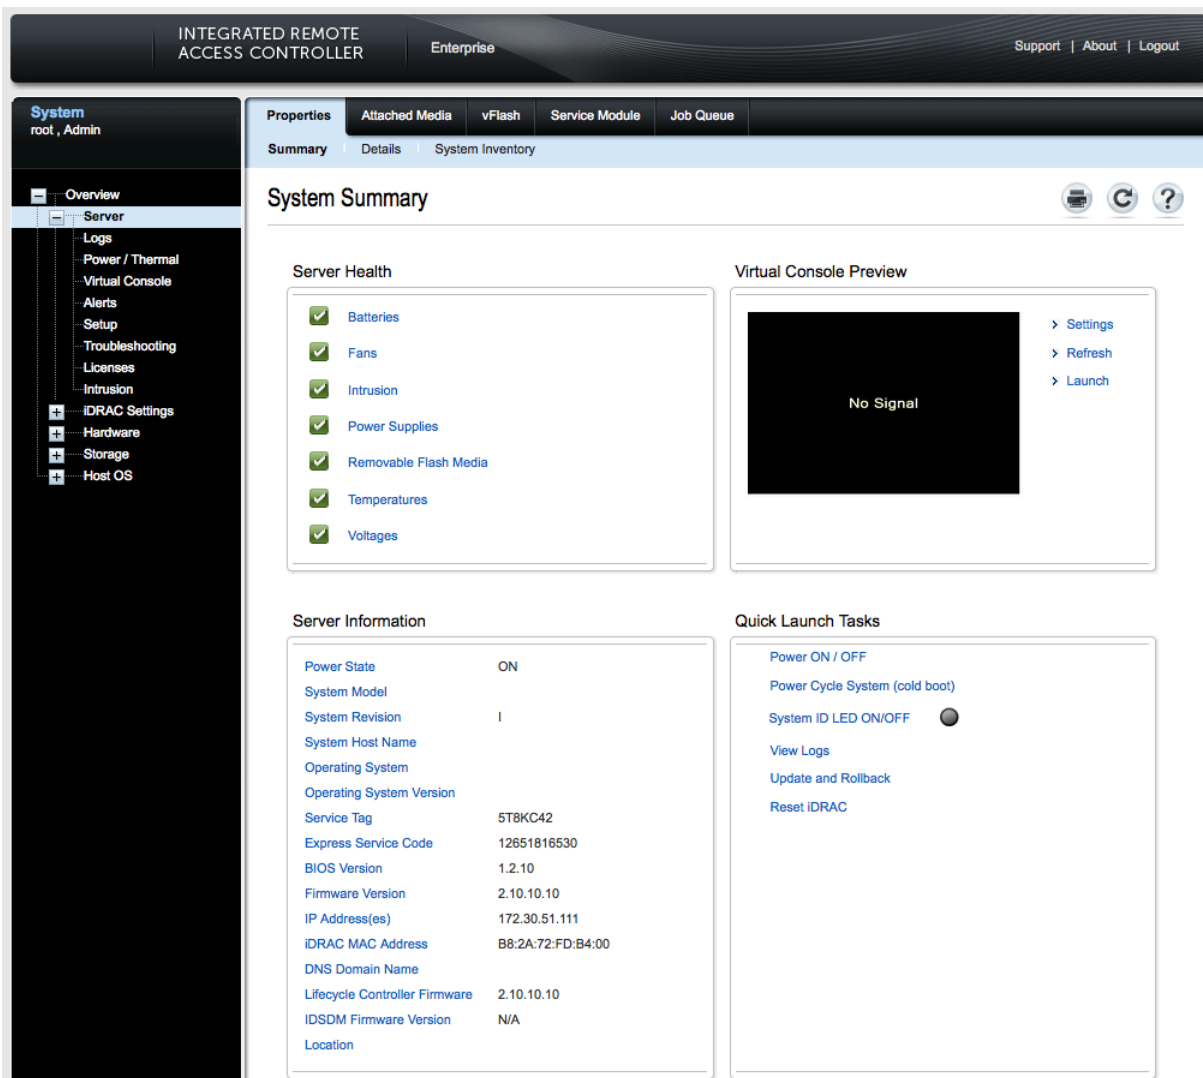 INTEGRATED REMOTE
ACCESS CONTROLLER
Enterprise
Support | About | Logout
System
root , Admin
Properties Attached Media vFlash Service Module Job Queue
Summary Details System Inventory
Overview
Server
Logs
Power / Thermal
Virtual Console
Alerts
Setup
Troubleshooting
Licenses
Intrusion
iDRAC Settings
Hardware
Storage
Host OS
System Summary
?
Server Health
Batteries
Fans
Intrusion
Power Supplies
Removable Flash Media
Temperatures
Voltages
Virtual Console Preview
No Signal
Settings
Refresh
Launch
Server Information
Power State ON
System Model
System Revision I
System Host Name
Operating System
Operating System Version
Service Tag 5T8KC42
Express Service Code 12651816530
BIOS Version 1.2.10
Firmware Version 2.10.10.10
IP Address(es) 172.30.51.111
iDRAC MAC Address B8:2A:72:FD:B4:00
DNS Domain Name
Lifecycle Controller Firmware 2.10.10.10
IDSDM Firmware Version N/A
Location
Quick Launch Tasks
Power ON / OFF
Power Cycle System (cold boot)
System ID LED ON/OFF
View Logs
Update and Rollback
Reset iDRAC